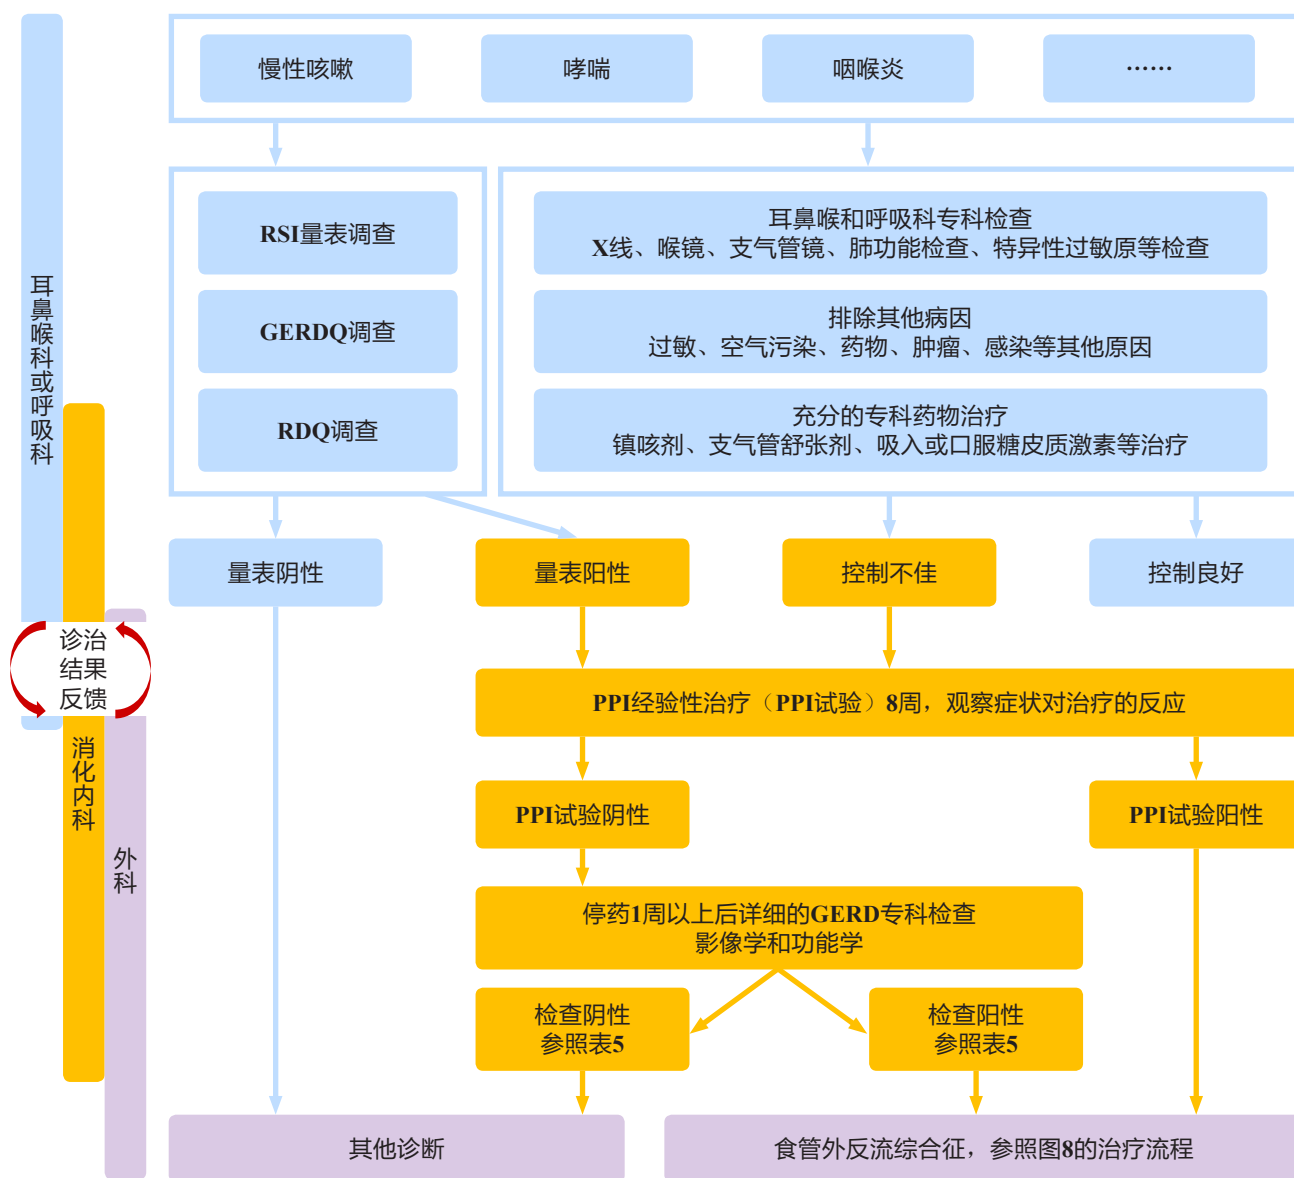 慢性咳嗽
哮喘
咽喉炎
……
RSI量表调查
GERDQ调查
RDQ调查
耳鼻喉和呼吸科专科检查
X线、喉镜、支气管镜、肺功能检查、特异性过敏原等检查
排除其他病因
过敏、空气污染、药物、肿瘤、感染等其他原因
充分的专科药物治疗
镇咳剂、支气管舒张剂、吸入或口服糖皮质激素等治疗
耳鼻喉科或呼吸科
量表阴性
量表阳性
控制不佳
控制良好
诊治
结果
反馈
PPI经验性治疗（PPI试验）8周，观察症状对治疗的反应
消化内科
PPI试验阴性
PPI试验阳性
外科
停药1周以上后详细的GERD专科检查
影像学和功能学
检查阴性
参照表5
检查阳性
参照表5
其他诊断
食管外反流综合征，参照图8的治疗流程